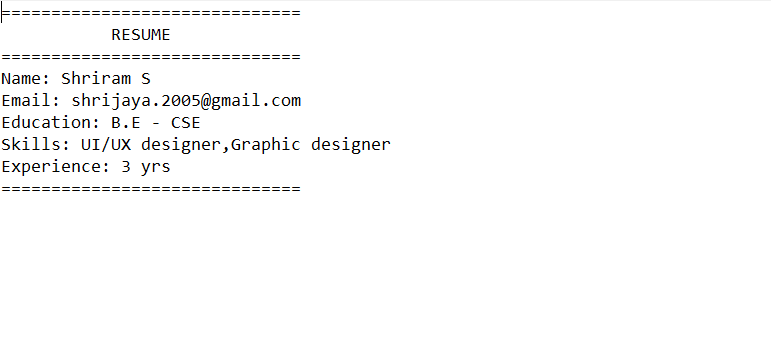 ==============================
RESUME
==============================
Name: Shriram S
Email: shrijaya.2005@gmail.com
Education: B.E - CSE
Skills: UI/UX designer,Graphic designer
Experience: 3 yrs
==============================